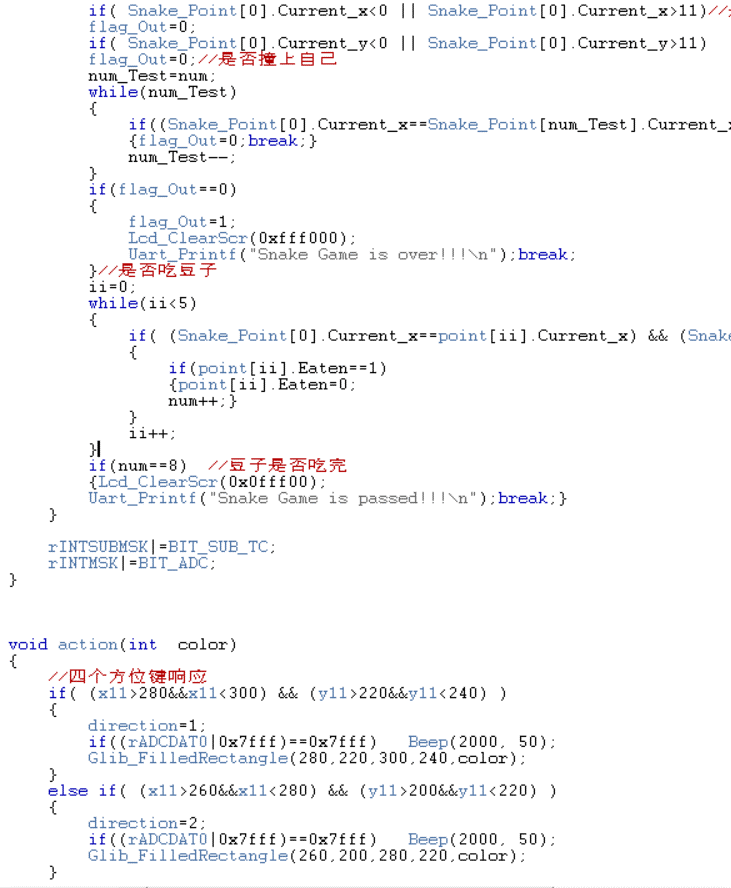 if( Snake_Point[0].Current_x<0 || Snake_Point[0].Current_x>11)//
flag_Out=0;
if( Snake_Point[0].Current_y<0 || Snake_Point[0].Current_y>11)
flag_Out=0;//是否撞上自己
num_Test=num;
while(num_Test)
{
if((Snake_Point[0].Current_x==Snake_Point[num_Test].Current_x
{flag_Out=0;break;}
num_Test--;
}
if(flag_Out==0)
{
flag_Out=1;
Lcd_ClearScr(0xfff000);
Uart_Printf("Snake Game is over!!!\n");break;
}//是否吃豆子
ii=0;
while(ii<5)
{
if( (Snake_Point[0].Current_x==point[ii].Current_x) && (Snake
{
if(point[ii].Eaten==1)
{point[ii].Eaten=0;
num++;}
}
ii++;
}
if(num==8)  //豆子是否吃完
{Lcd_ClearScr(0x0fff00);
Uart_Printf("Snake Game is passed!!!\n");break;}
}
rINTSUBMSK|=BIT_SUB_TC;
rINTMSK|=BIT_ADC;
}
void action(int  color)
{
//四个方位键响应
if( (x11>280&&x11<300) && (y11>220&&y11<240) )
{
direction=1;
if((rADCDAT0|0x7fff)==0x7fff)   Beep(2000, 50);
Glib_FilledRectangle(280,220,300,240,color);
}
else if( (x11>260&&x11<280) && (y11>200&&y11<220) )
{
direction=2;
if((rADCDAT0|0x7fff)==0x7fff)   Beep(2000, 50);
Glib_FilledRectangle(260,200,280,220,color);
}